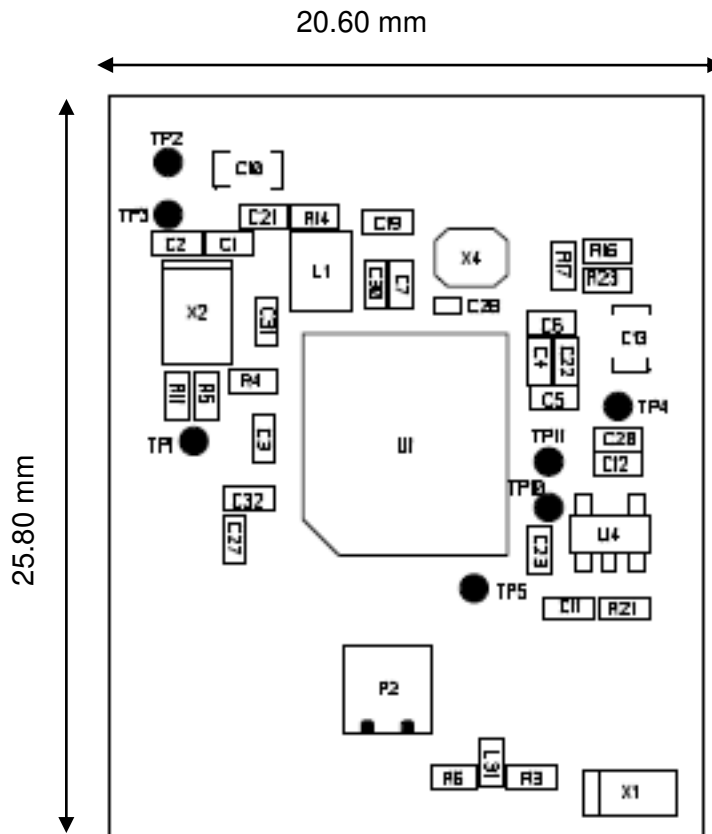 20.60 mm
25.80 mm
TP2
C10
TP3
C21
R14
C19
C2
C1
X4
R17
R16
R23
L1
C30
C7
X2
C31
C28
C6
C13
C4
C22
R11
R5
R4
C5
TP4
TP1
C3
U1
TP11
C28
C12
TP10
C32
C27
C23
U4
TP5
C11
R21
P2
R6
L31
R3
X1